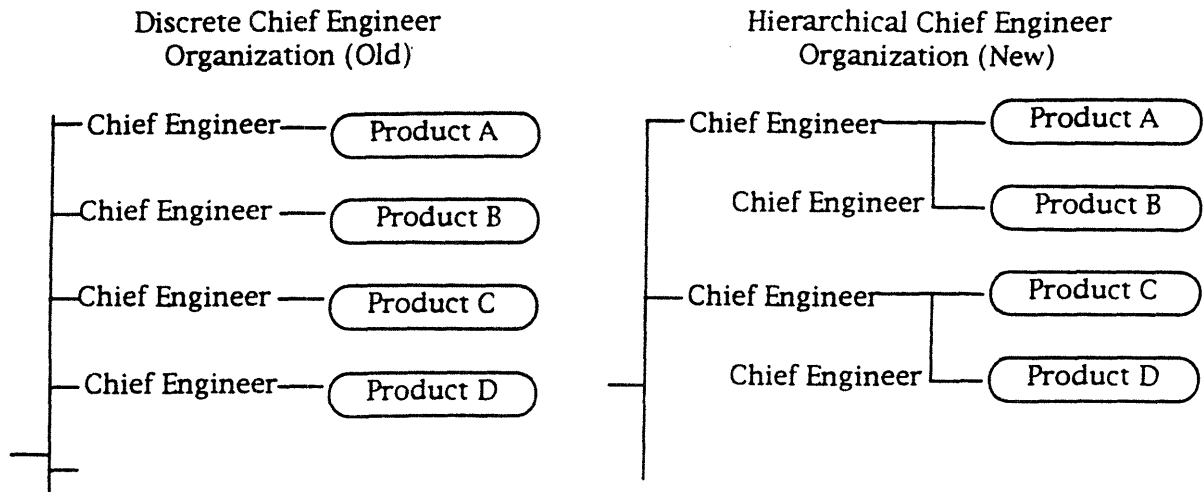 Discrete Chief Engineer
Organization (Old)
Chief Engineer Product A
Chief Engineer Product B
Chief Engineer Product C
Chief Engineer Product D
Hierarchical Chief Engineer
Organization (New)
Chief Engineer Product A
Chief Engineer Product B
Chief Engineer Product C
Chief Engineer Product D